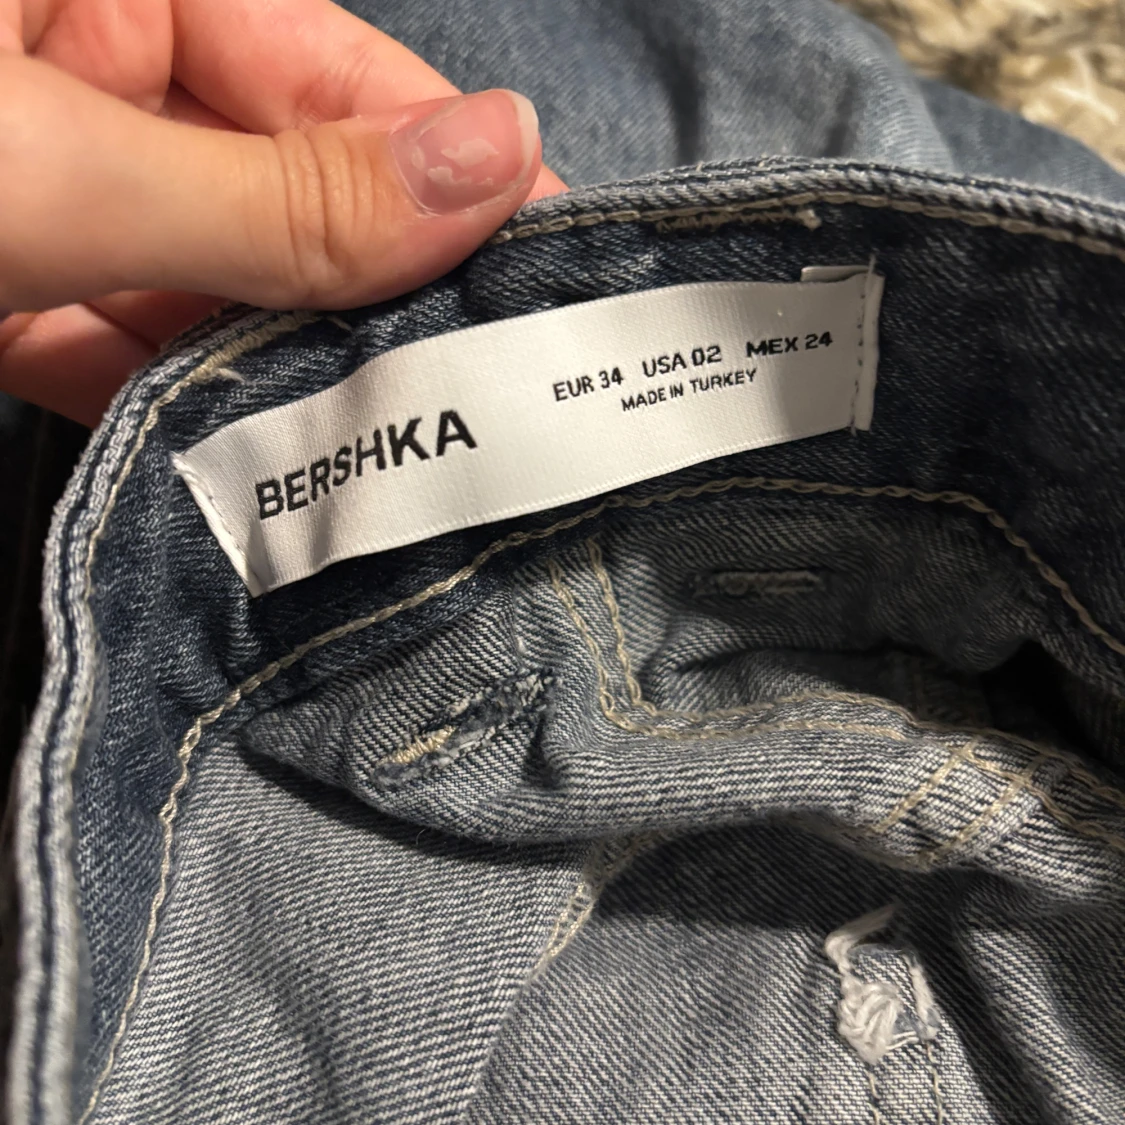 BERSHKA
EUR 34 USA 02 MEX 24
MADE IN TURKEY